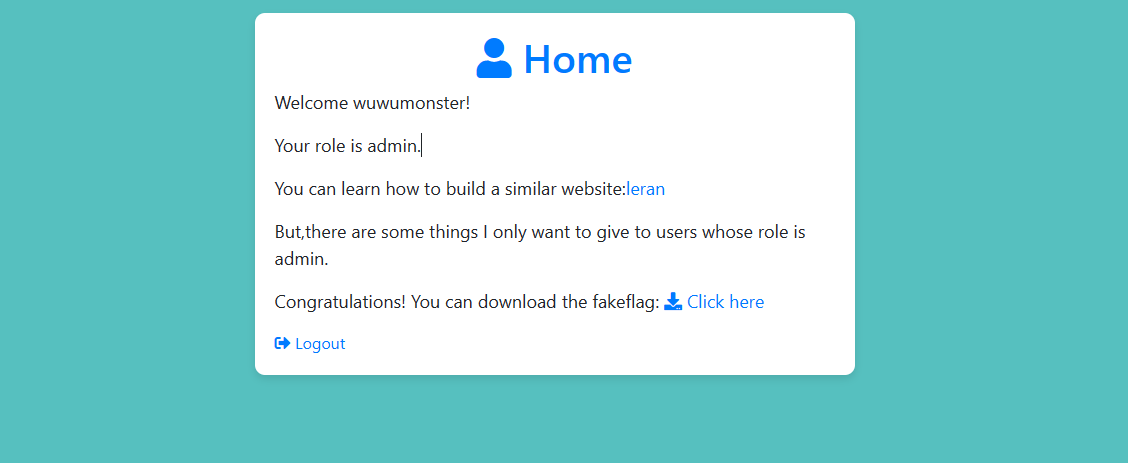 Home
Welcome wuwumonster!
Your role is admin.
You can learn how to build a similar website:leran
But,there are some things I only want to give to users whose role is
admin.
Congratulations! You can download the fakeflag: Click here
Logout